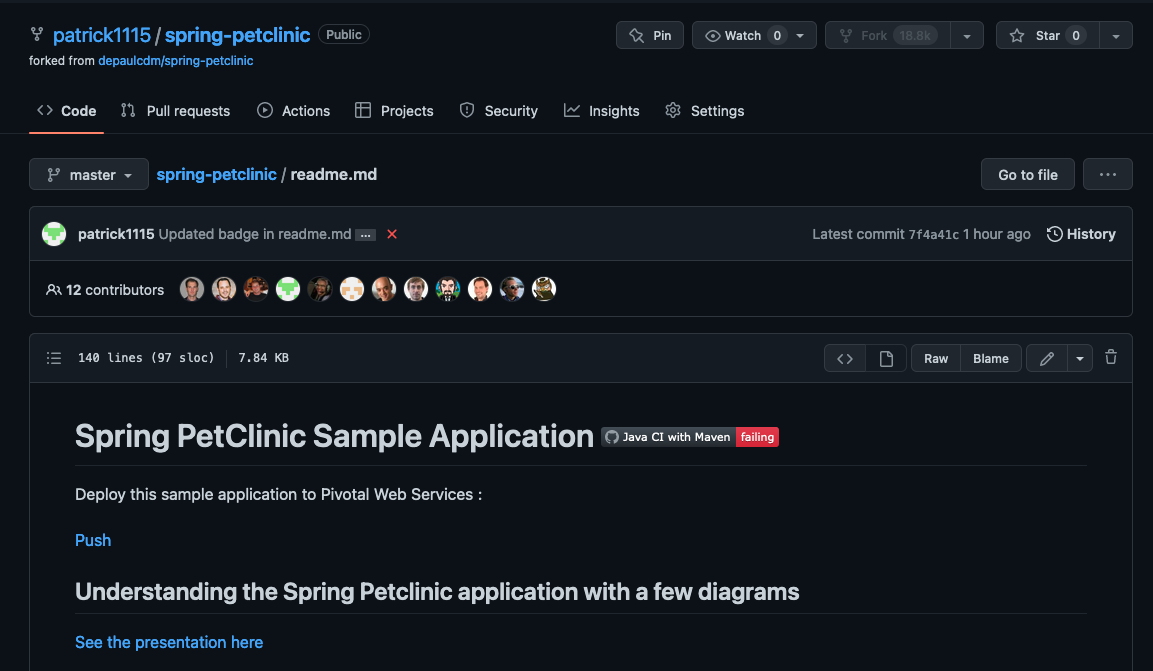 patrick1115 / spring-petclinic Public Pin Watch 0 Fork 18.8k Star 0
forked from depaulcdm/spring-petclinic
Code Pull requests Actions Projects Security Insights Settings
master spring-petclinic / readme.md Go to file ...
patrick1115 Updated badge in readme.md ... Latest commit 7f4a41c 1 hour ago History
12 contributors
140 lines (97 sloc) 7.84 KB Raw Blame
Spring PetClinic Sample Application Java CI with Maven failing
Deploy this sample application to Pivotal Web Services :
Push
Understanding the Spring Petclinic application with a few diagrams
See the presentation here